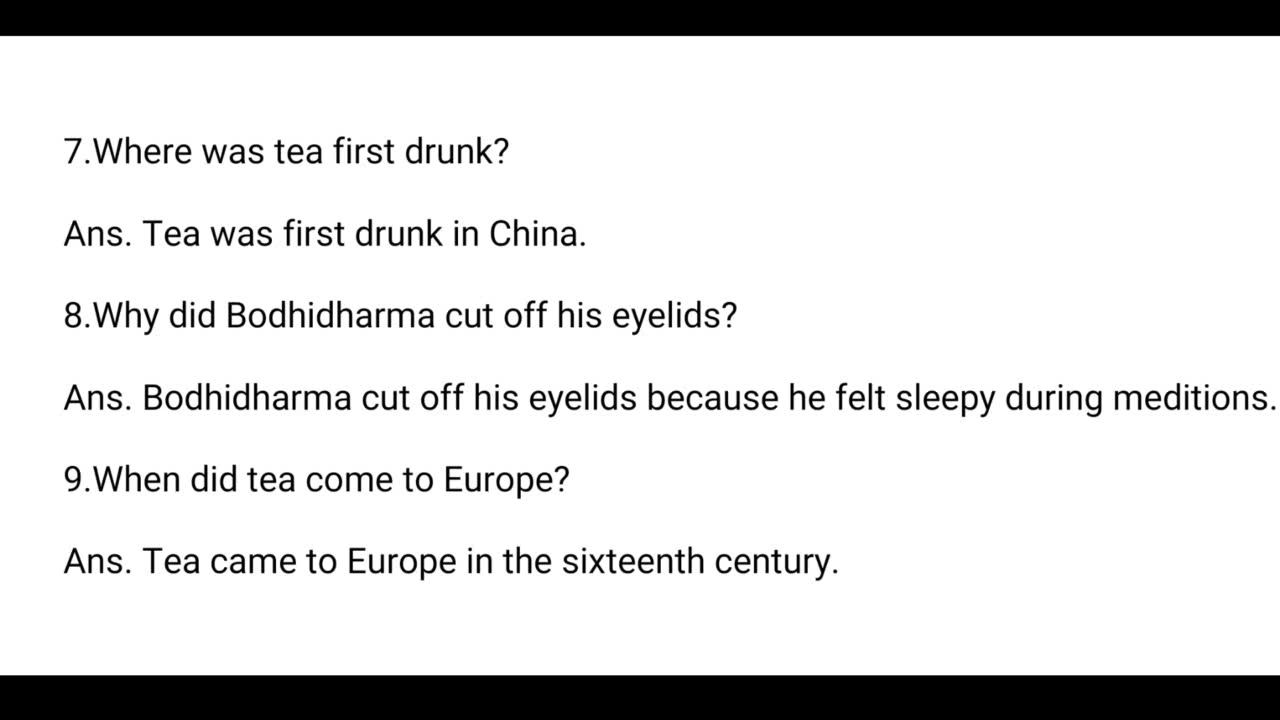 7.Where was tea first drunk?
Ans. Tea was first drunk in China.
8.Why did Bodhidharma cut off his eyelids?
Ans. Bodhidharma cut off his eyelids because he felt sleepy during meditions.
9.When did tea come to Europe?
Ans. Tea came to Europe in the sixteenth century.